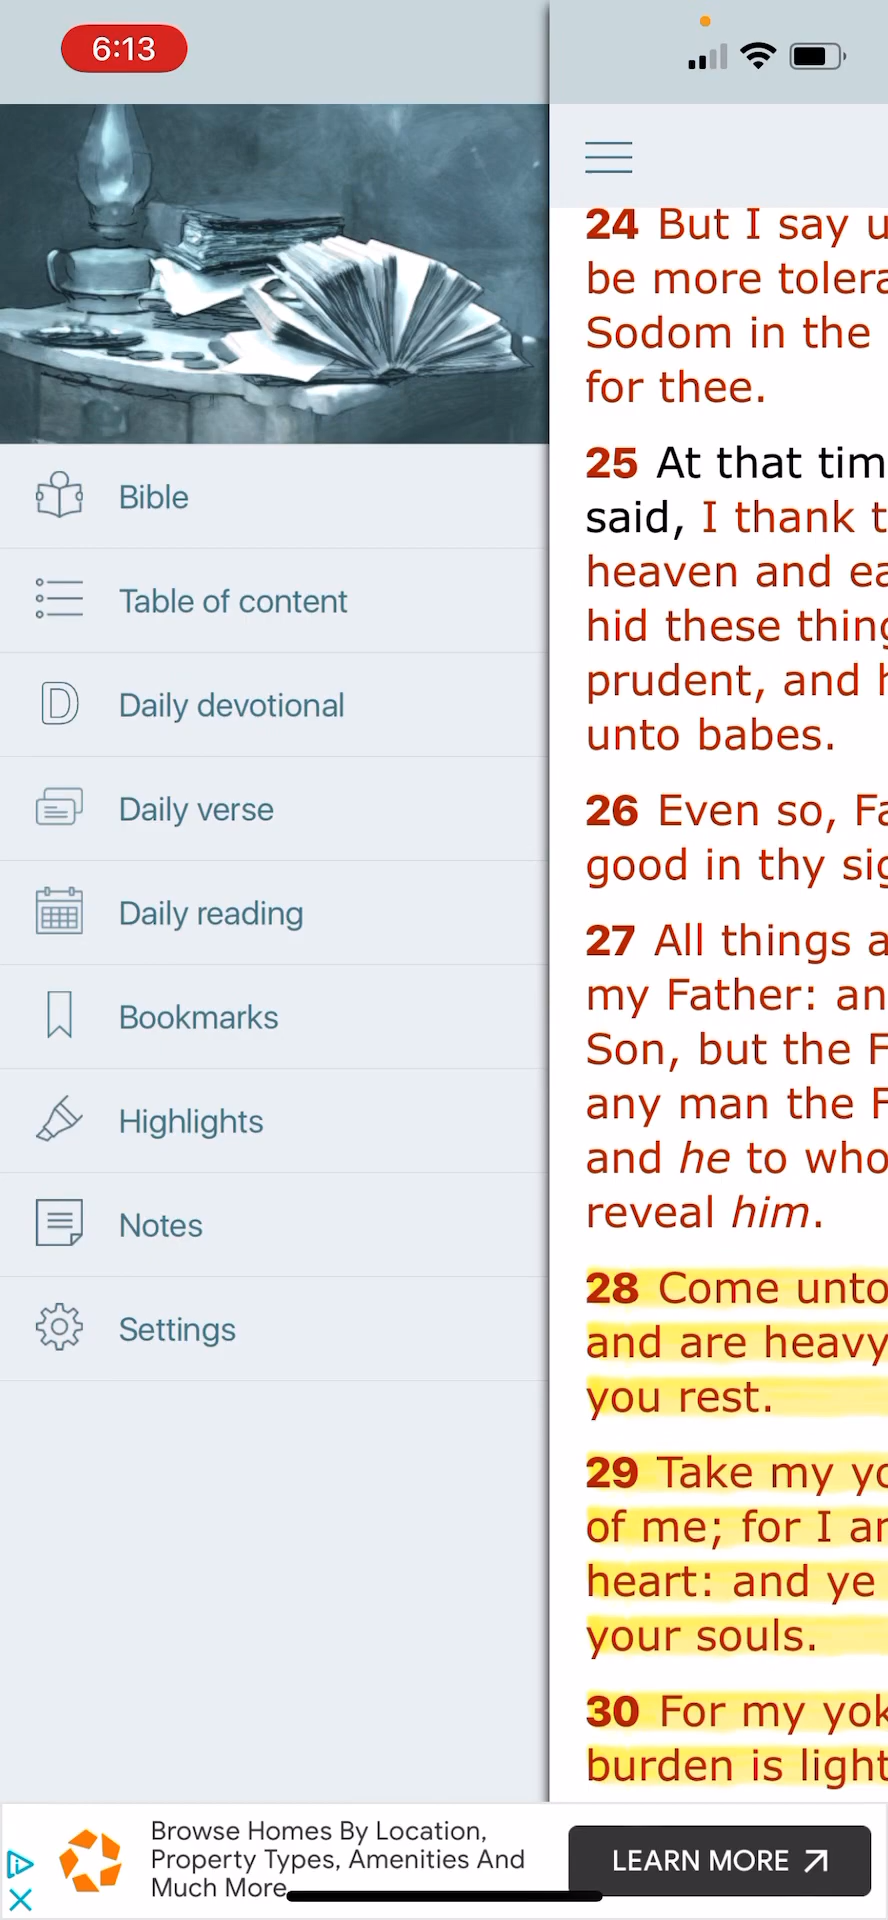 6:13
Bible
Table of content
Daily devotional
Daily verse
Daily reading
Bookmarks
Highlights
Notes
Settings
24 But I say u
be more tolera
Sodom in the
for thee.
25 At that tim
said, I thank t
heaven and ea
hid these thing
prudent, and h
unto babes.
26 Even so, Fa
good in thy sig
27 All things a
my Father: an
Son, but the F
any man the F
and he to who
reveal him.
28 Come unto
and are heavy
you rest.
29 Take my yo
of me; for I am
heart: and ye
your souls.
30 For my yok
burden is light
Browse Homes By Location,
Property Types, Amenities And
Much More
LEARN MORE